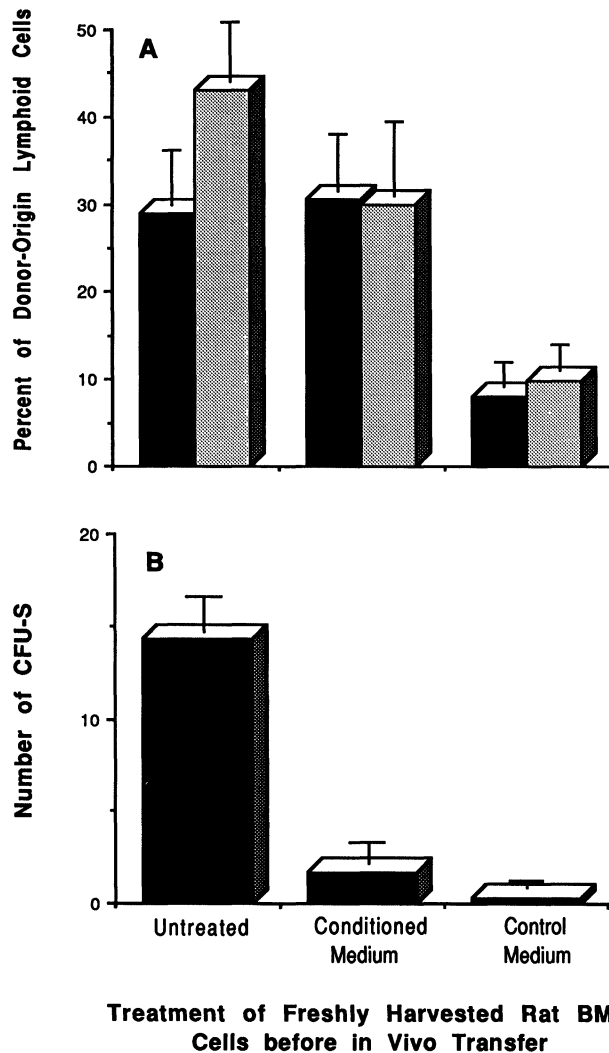 Percent of Donor-Origin Lymphoid Cells
A
50
40
30
20
10
0
Number of CFU-S
B
20
10
0
Untreated
Conditioned
Medium
Control
Medium
Treatment of Freshly Harvested Rat BM
Cells before in Vivo Transfer